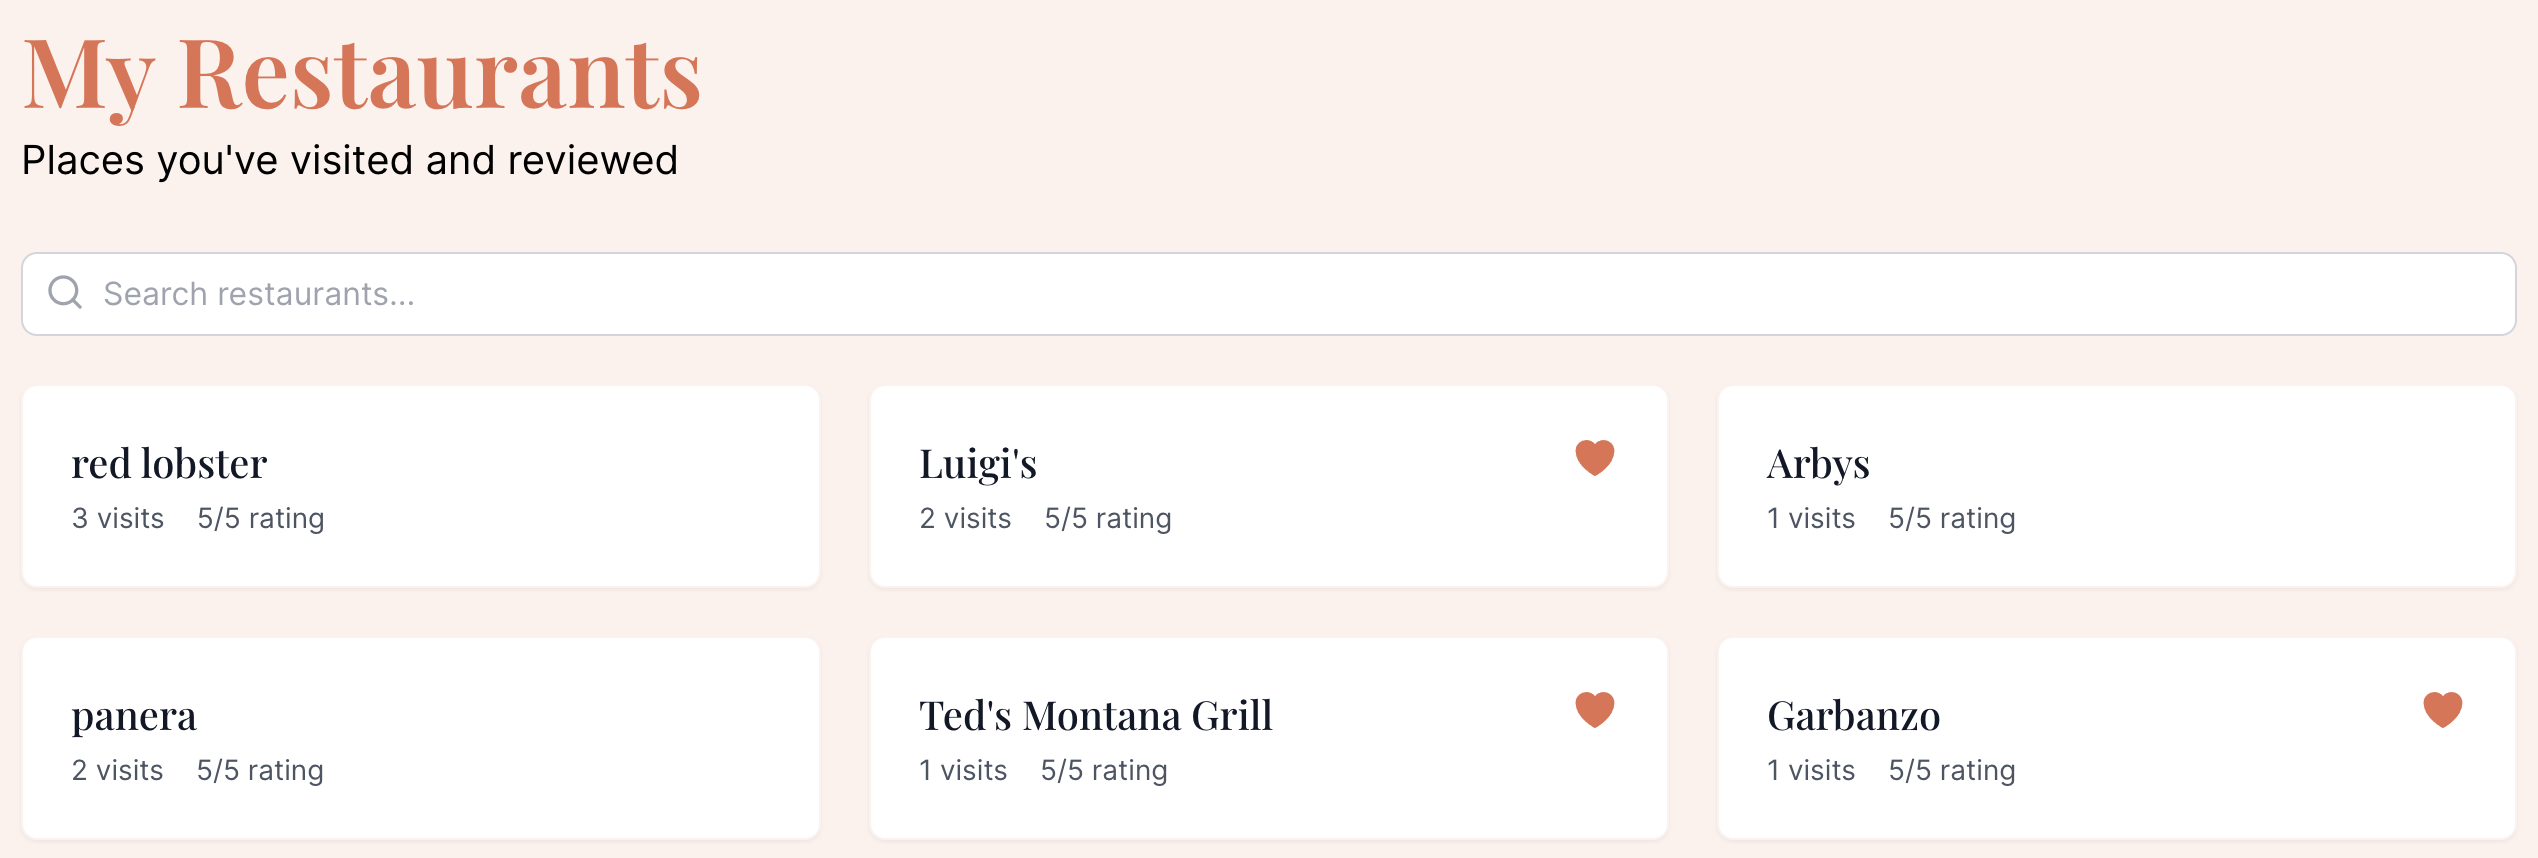 My Restaurants
Places you've visited and reviewed
Search restaurants...
red lobster
3 visits 5/5 rating
Luigi's
2 visits 5/5 rating
Arbys
1 visits 5/5 rating
panera
2 visits 5/5 rating
Ted's Montana Grill
1 visits 5/5 rating
Garbanzo
1 visits 5/5 rating